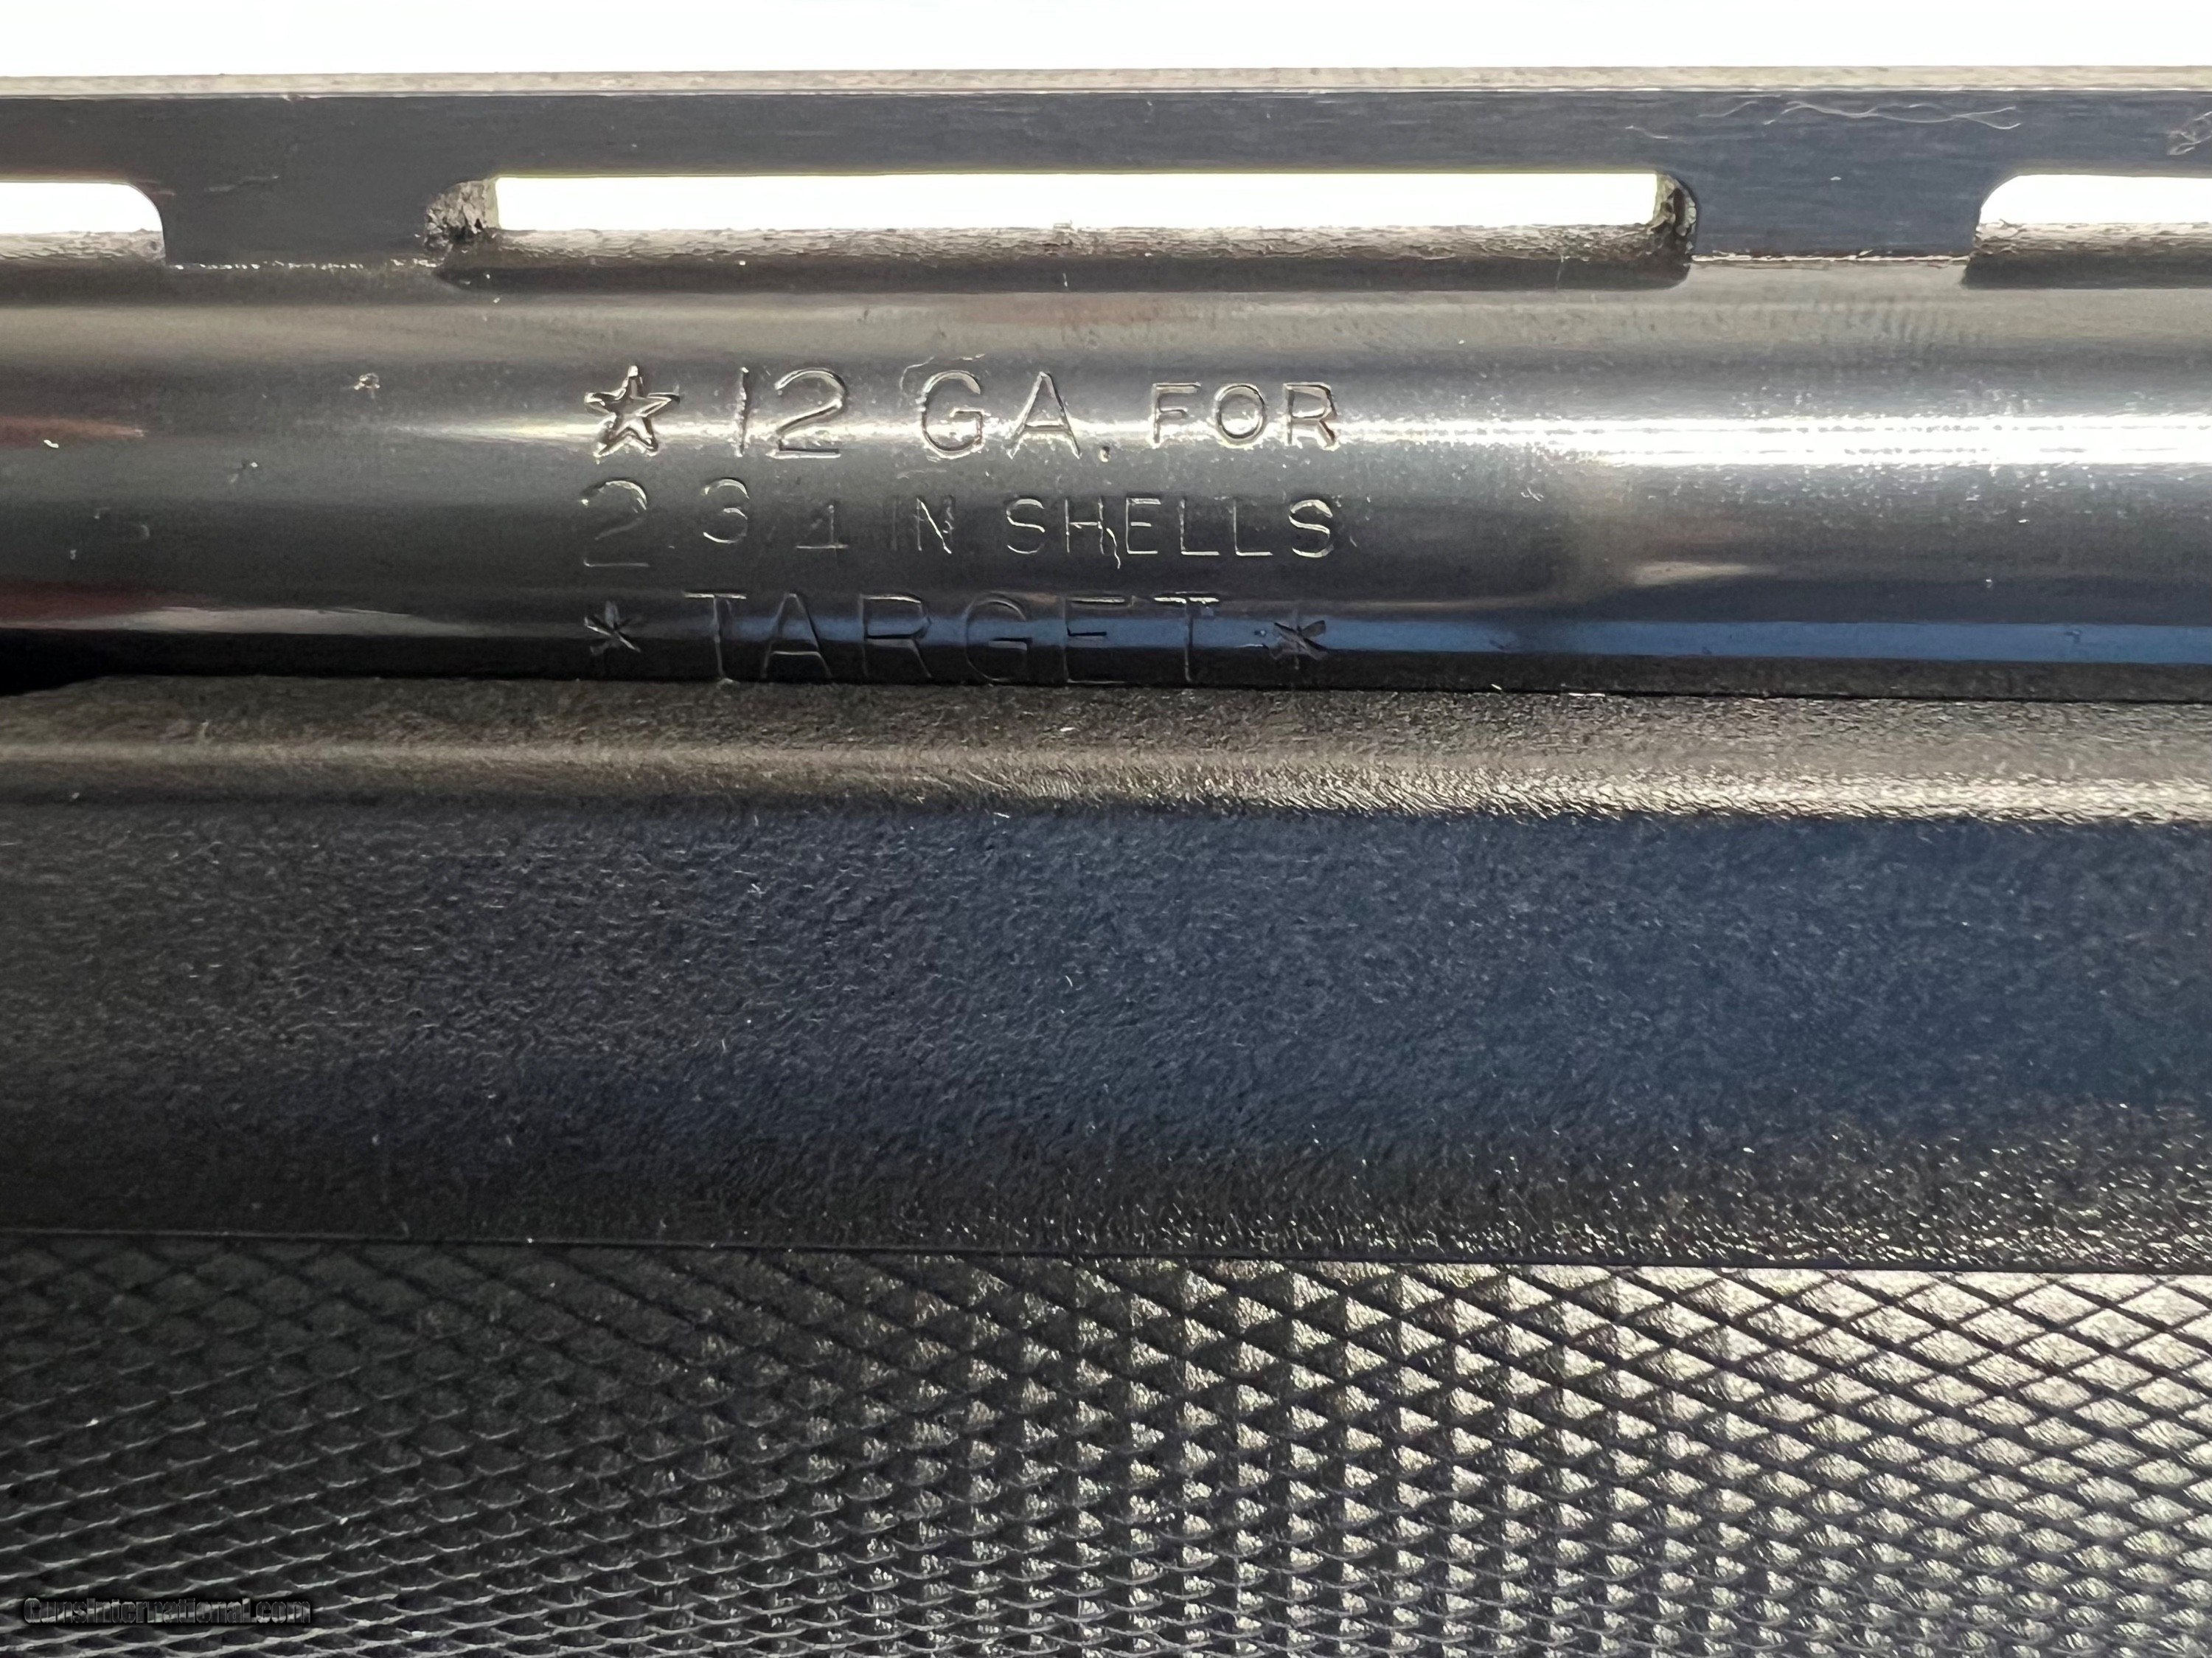 ☆12 GA. FOR
2 3/4 IN SHELLS
*TARGET*
GunsInternational.com